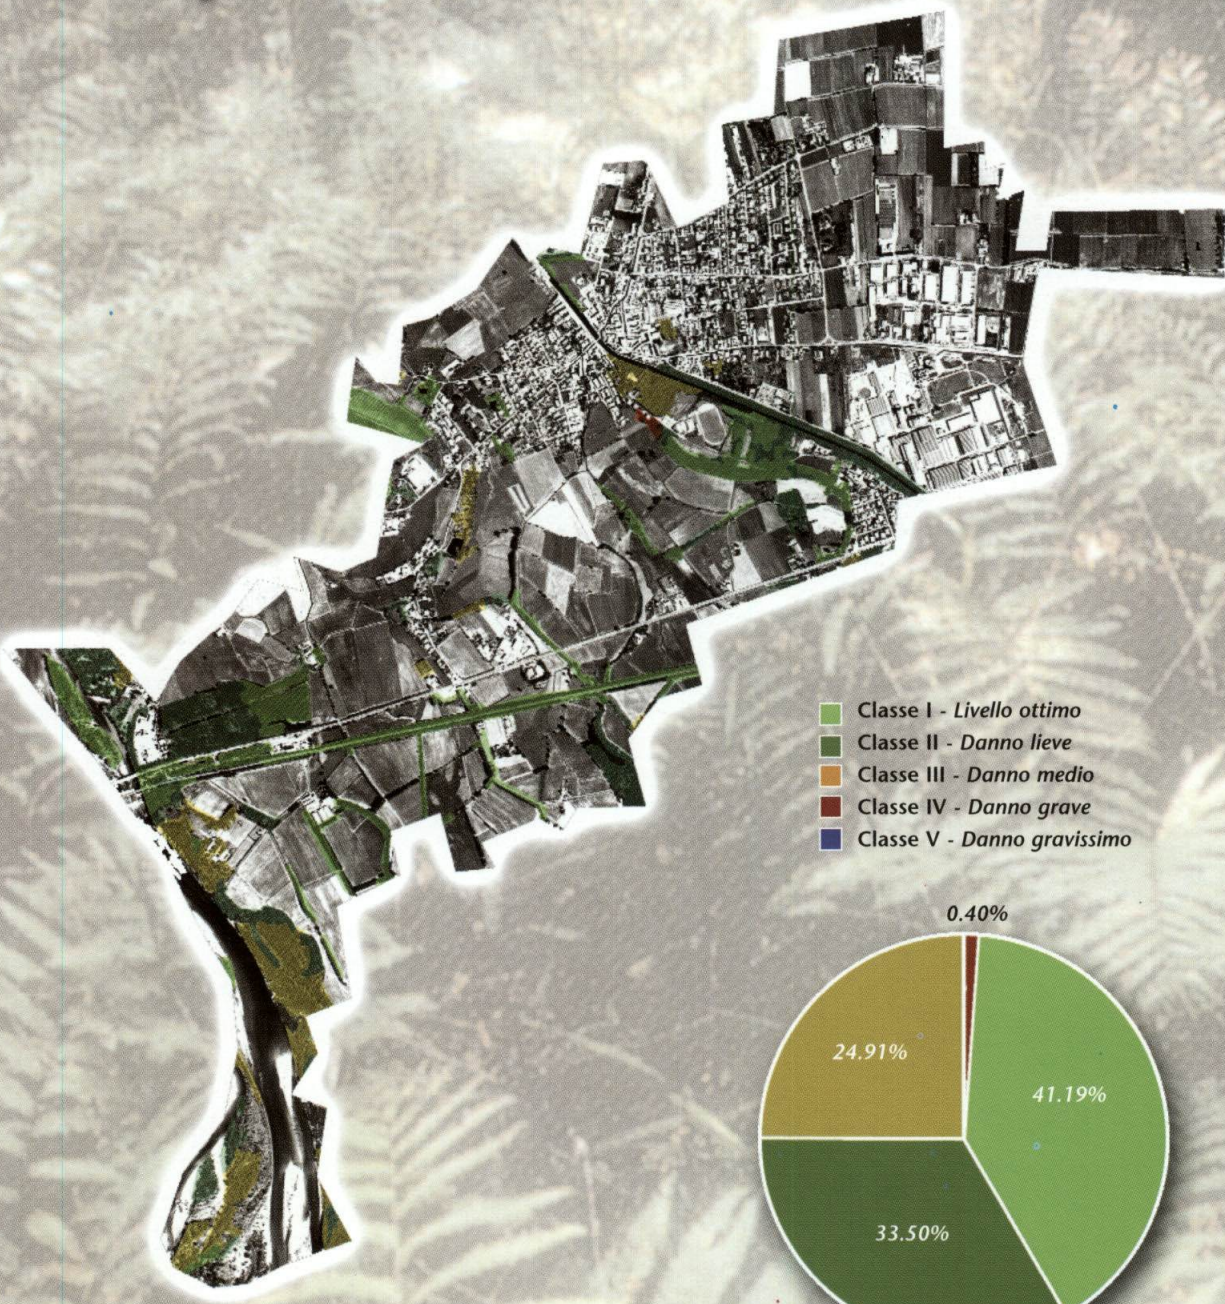 Classe I - Livello ottimo
Classe II - Danno lieve
Classe III - Danno medio
Classe IV - Danno grave
Classe V - Danno gravissimo
0.40%
24.91%
41.19%
33.50%